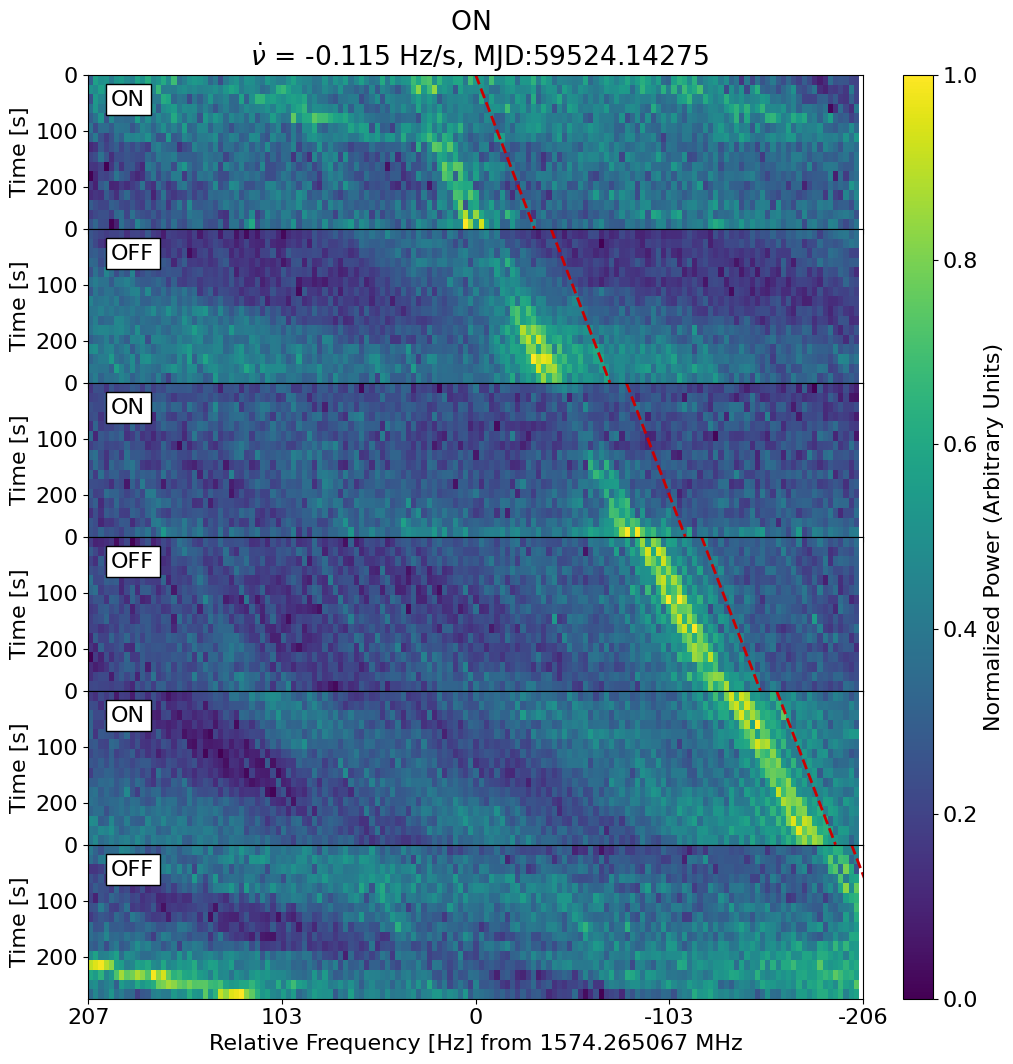 ON
ν̇ = -0.115 Hz/s, MJD:59524.14275
ON
OFF
ON
OFF
ON
OFF
Time [s]
0
100
200
Time [s]
0
100
200
Time [s]
0
100
200
Time [s]
0
100
200
Time [s]
0
100
200
Time [s]
0
100
200
207
103
0
-103
-206
Relative Frequency [Hz] from 1574.265067 MHz
1.0
0.8
0.6
0.4
0.2
0.0
Normalized Power (Arbitrary Units)